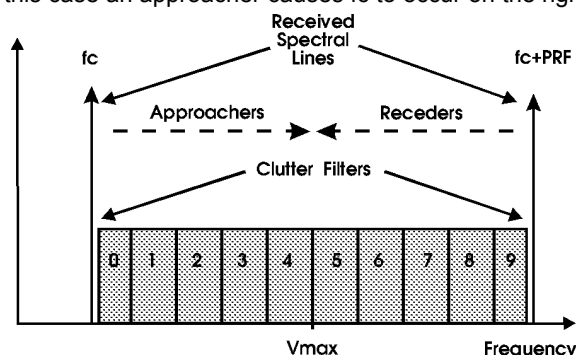 this case an approacher causes fc to occur on the rig
Received
Spectral
Lines
fc
fc+PRF
Approachers
Receders
Clutter Filters
0 1 2 3 4 5 6 7 8 9
Vmax
Frequency